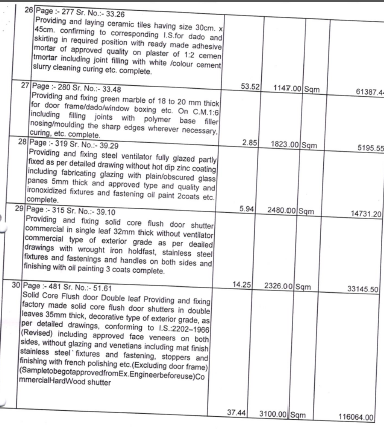 26 Page :- 277 Sr. No.:- 33.26
Providing and laying ceramic tiles having size 30cm. x
45cm. confirming to corresponding I.S.for dado and
skirting in required position with ready made adhesive
mortar of approved quality on plaster of 1:2 cemen
tmortar including joint filling with white /colour cement
slurry cleaning curing etc. complete.
53.52 1147.00 Sqm 61387.4
27 Page :- 280 Sr. No.:- 33.48
Providing and fixing green marble of 18 to 20 mm thick
for door frame/dado/window boxing etc. On C.M.1:6
including filling joints with polymer base filler
nosing/moulding the sharp edges wherever necessary,
curing, etc. complete.
2.85 1823.00 Sqm 5195.55
28 Page :- 319 Sr. No.:- 39.29
Providing and fixing steel ventilator fully glazed partly
fixed as per detailed drawing without hot dip zinc coating
including fabricating glazing with plain/obscured glass
panes 5mm thick and approved type and quality and
ironoxidized fixtures and fastening oil paint 2coats etc.
complete.
5.94 2480.00 Sqm 14731.20
29 Page :- 315 Sr. No.:- 39.10
Providing and fixing solid core flush door shutter
commercial in single leaf 32mm thick without ventilator
commercial type of exterior grade as per dealied
drawings with wrought iron holdfast, stainless steel
fixtures and fastenings and handles on both sides and
finishing with oil painting 3 coats complete.
14.25 2326.00 Sqm 33145.50
30 Page :- 481 Sr. No.:- 51.61
Solid Core Flush door Double leaf Providing and fixing
factory made solid core flush door shutters in double
leaves 35mm thick, decorative type of exterior grade, as
per detailed drawings, conforming to I.S.:2202–1966
(Revised) including approved face veneers on both
sides, without glazing and venetians including mat finish
stainless steel fixtures and fastening, stoppers and
finishing with french polishing etc.(Excluding door frame)
(SampletobegotapprovedfromEx.Engineerbeforeuse)Co
mmercialHardWood shutter
37.44 3100.00 Sqm 116064.00